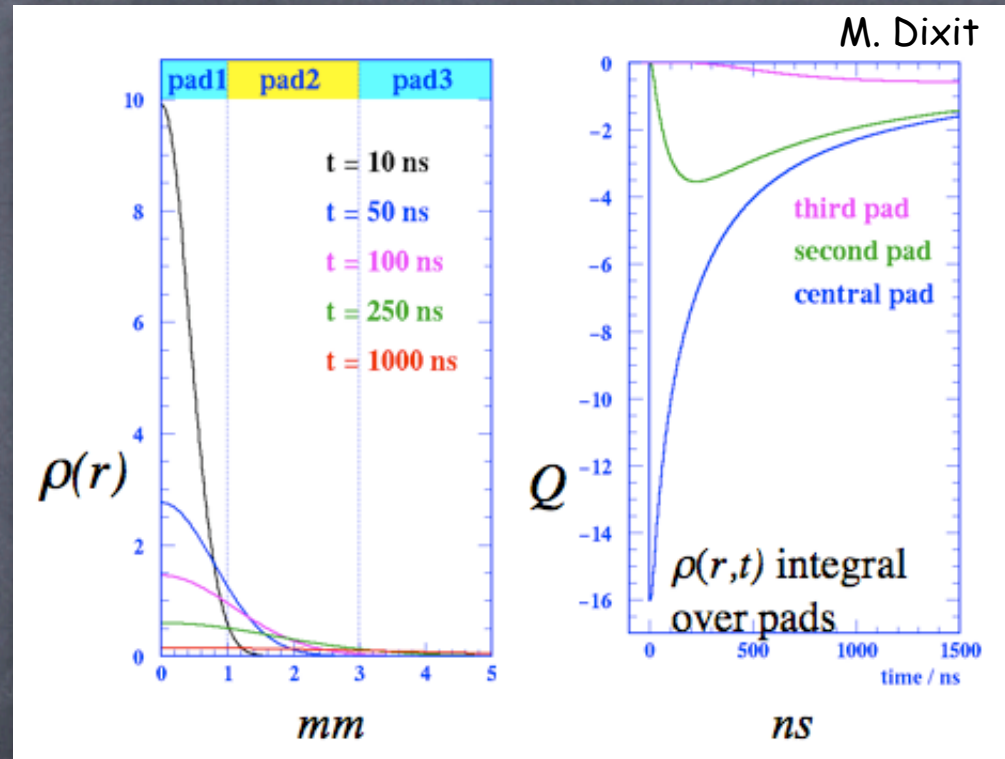 M. Dixit
pad1 pad2 pad3
10
8
6
4
2
0
t = 10 ns
t = 50 ns
t = 100 ns
t = 250 ns
t = 1000 ns
ρ(r)
0 1 2 3 4 5
mm
0
−2
−4
−6
−8
−10
−12
−14
−16
third pad
second pad
central pad
Q
ρ(r,t) integral
over pads
0 500 1000 1500
time / ns
ns